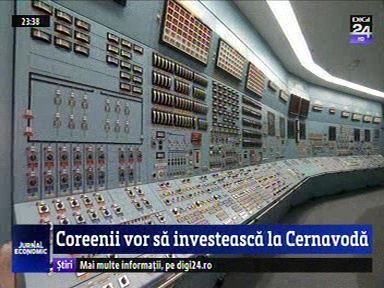 23:38
DIGI
24
HD
JURNAL
ECONOMIC
Coreenii vor să investească la Cernavodă
Știri
Mai multe informații, pe digi24.ro